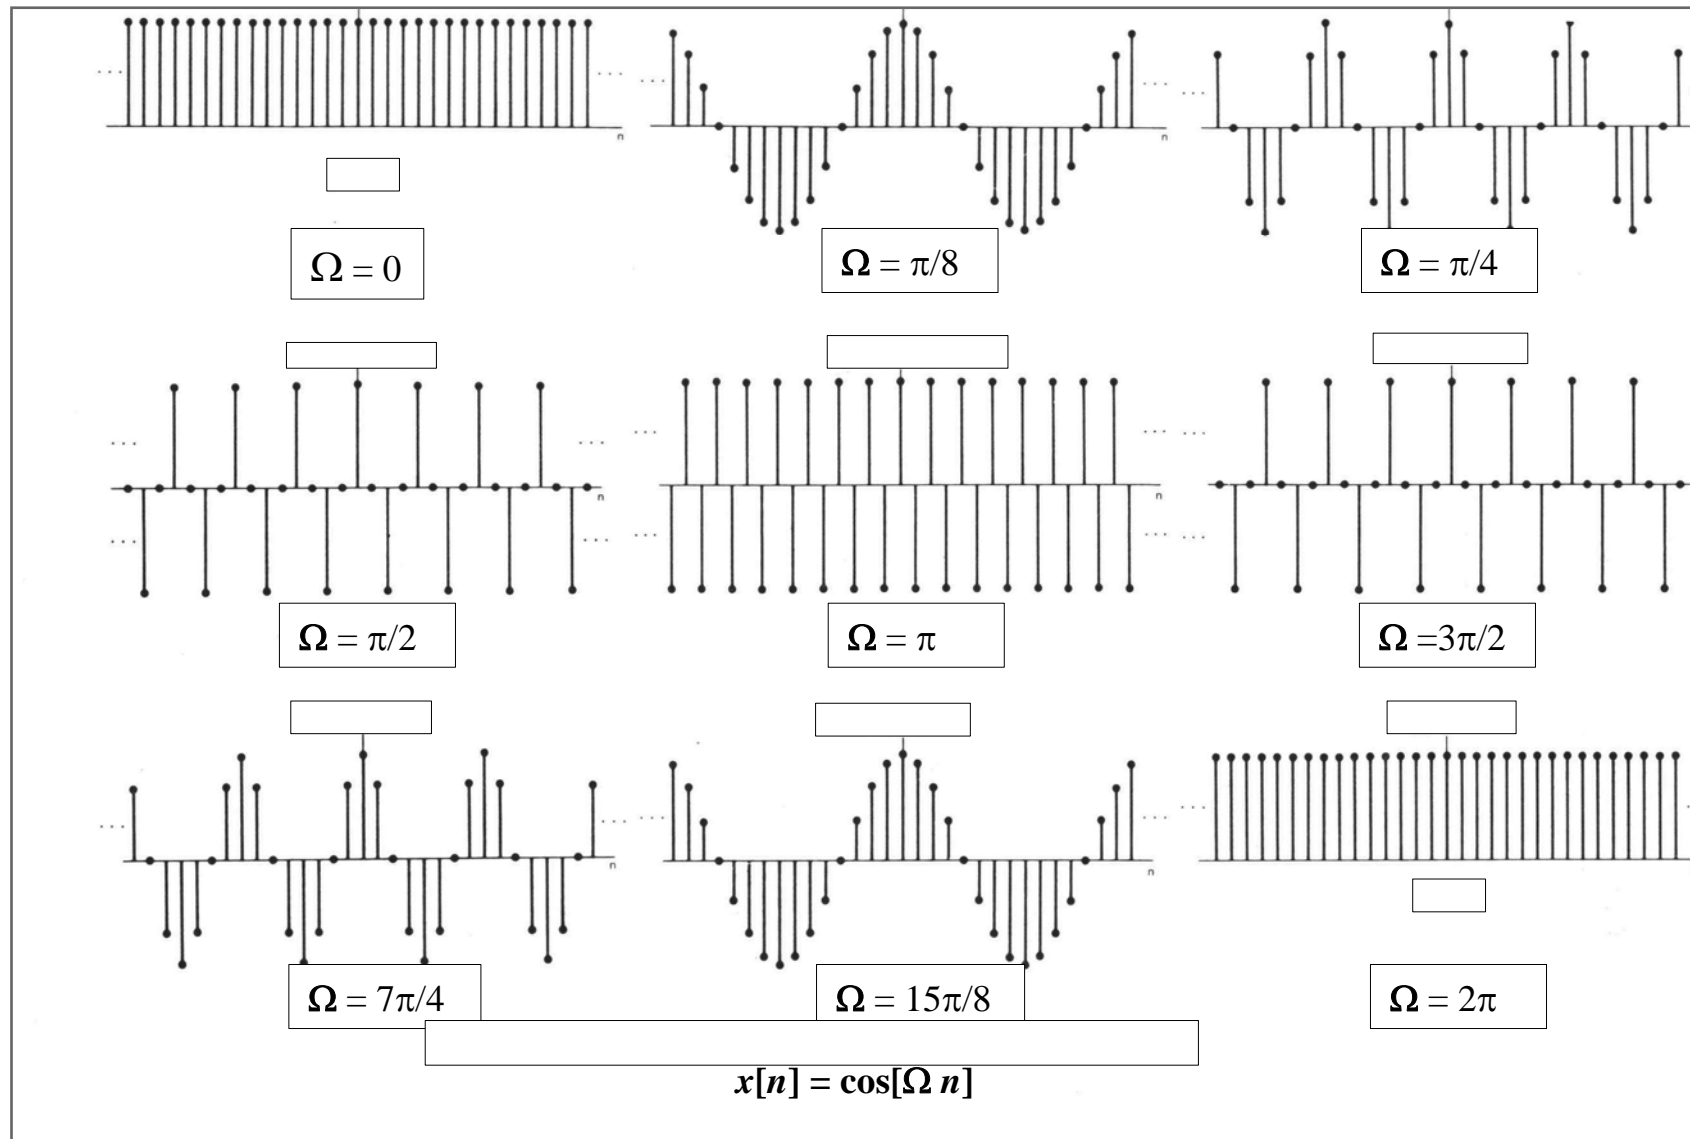 ... ... ... ... ...
n n
Ω = 0
Ω = π/8
Ω = π/4
... ... ... ... ...
n n
... ... ... ... ...
Ω = π/2
Ω = π
Ω =3π/2
... ... ... ... ... ...
n n
Ω = 7π/4
Ω = 15π/8
Ω = 2π
x[n] = cos[Ω n]